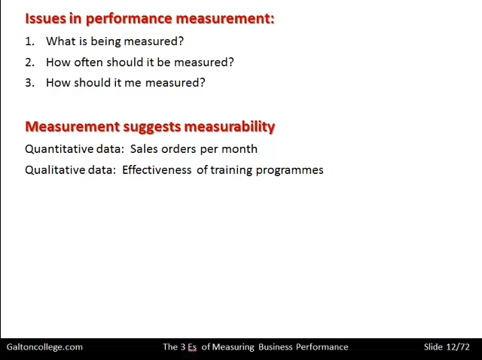 Issues in performance measurement:
1. What is being measured?
2. How often should it be measured?
3. How should it me measured?
Measurement suggests measurability
Quantitative data: Sales orders per month
Qualitative data: Effectiveness of training programmes
Galtoncollege.com The 3 Es of Measuring Business Performance Slide 12/72